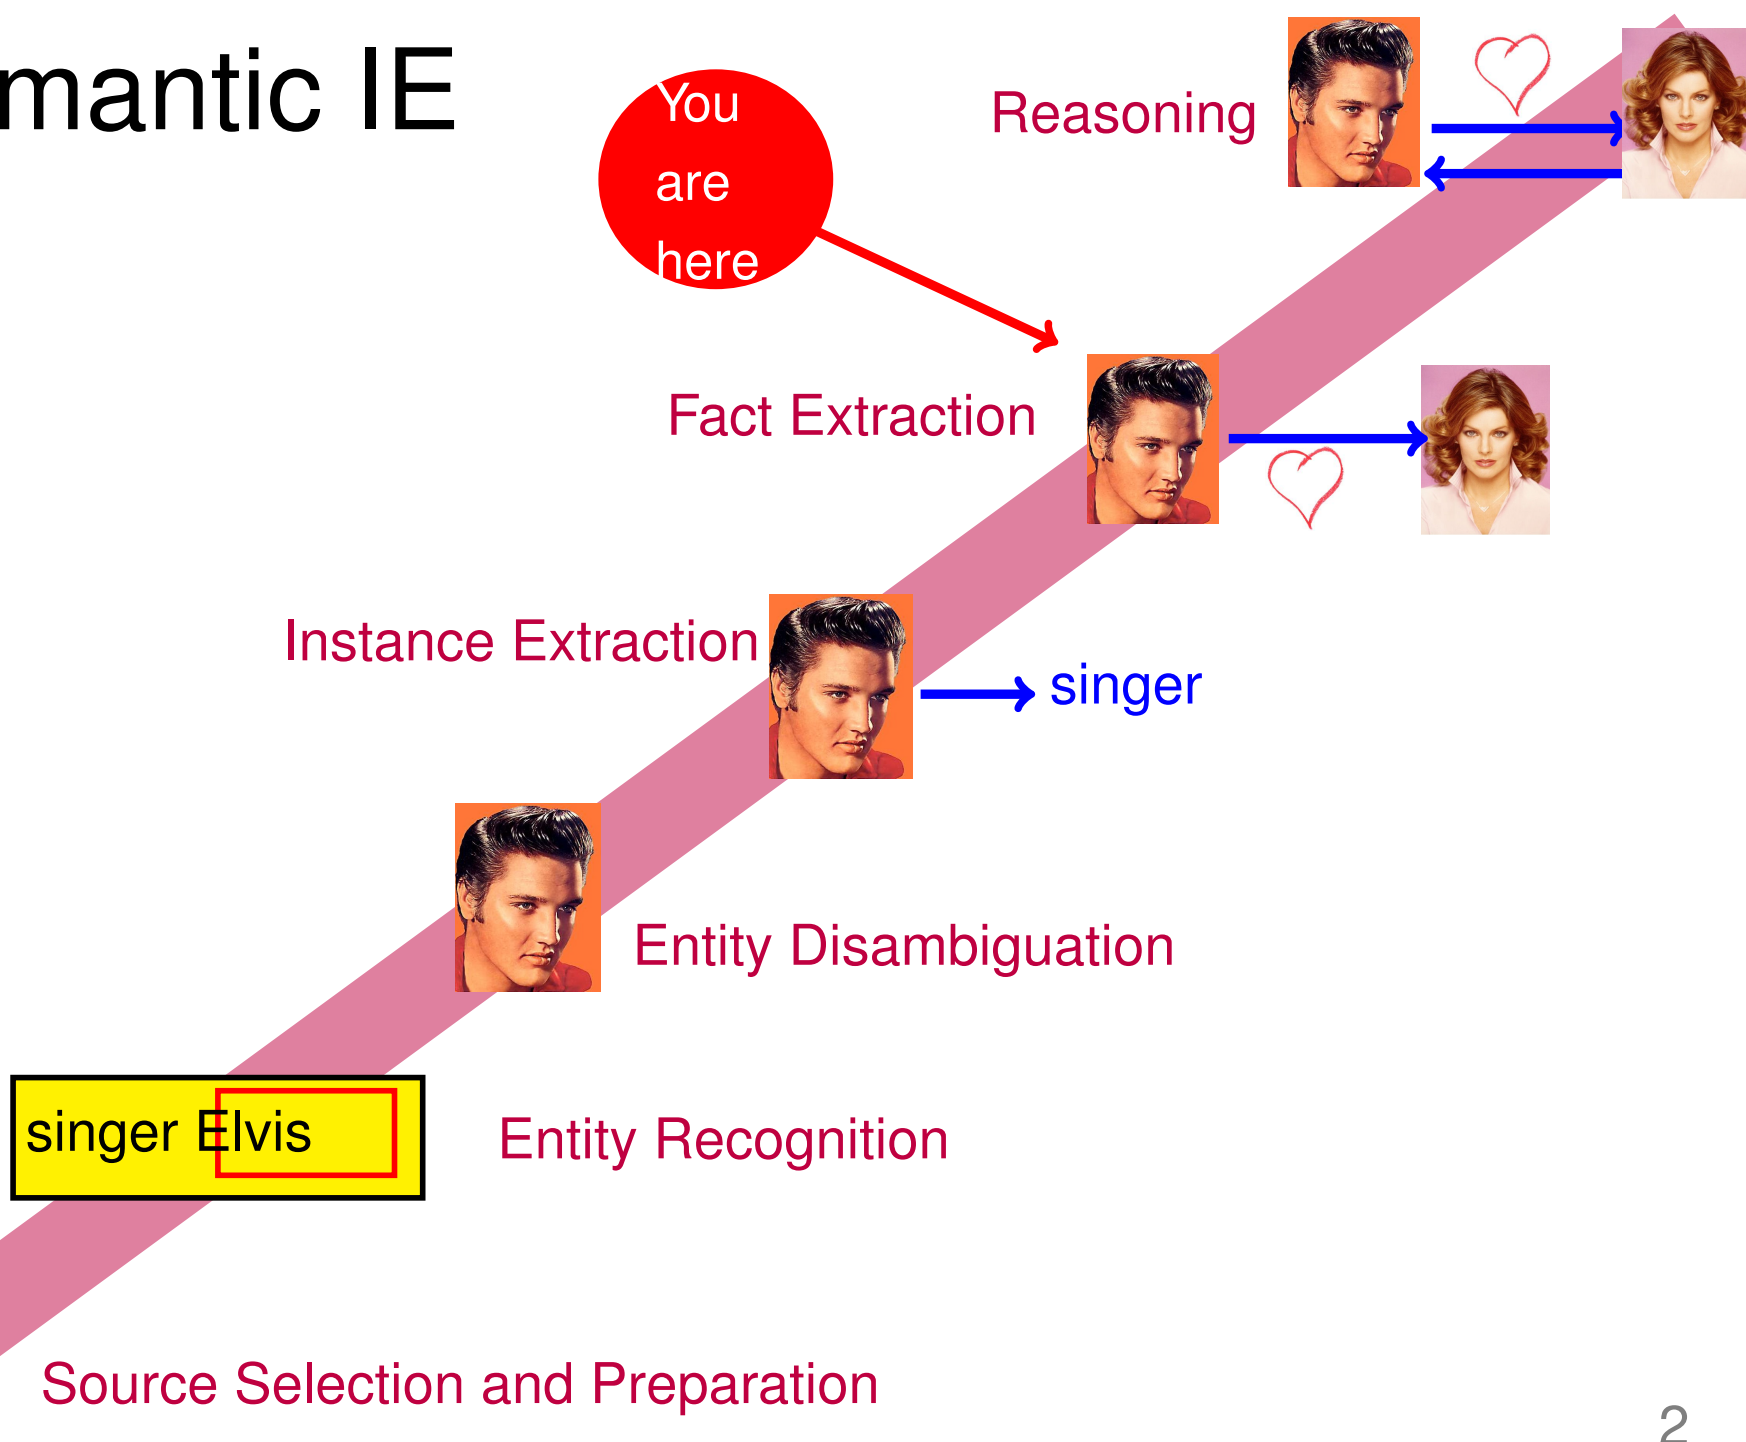 mantic IE
You
are
here
Reasoning
Fact Extraction
Instance Extraction
singer
Entity Disambiguation
singer Elvis
Entity Recognition
Source Selection and Preparation
2